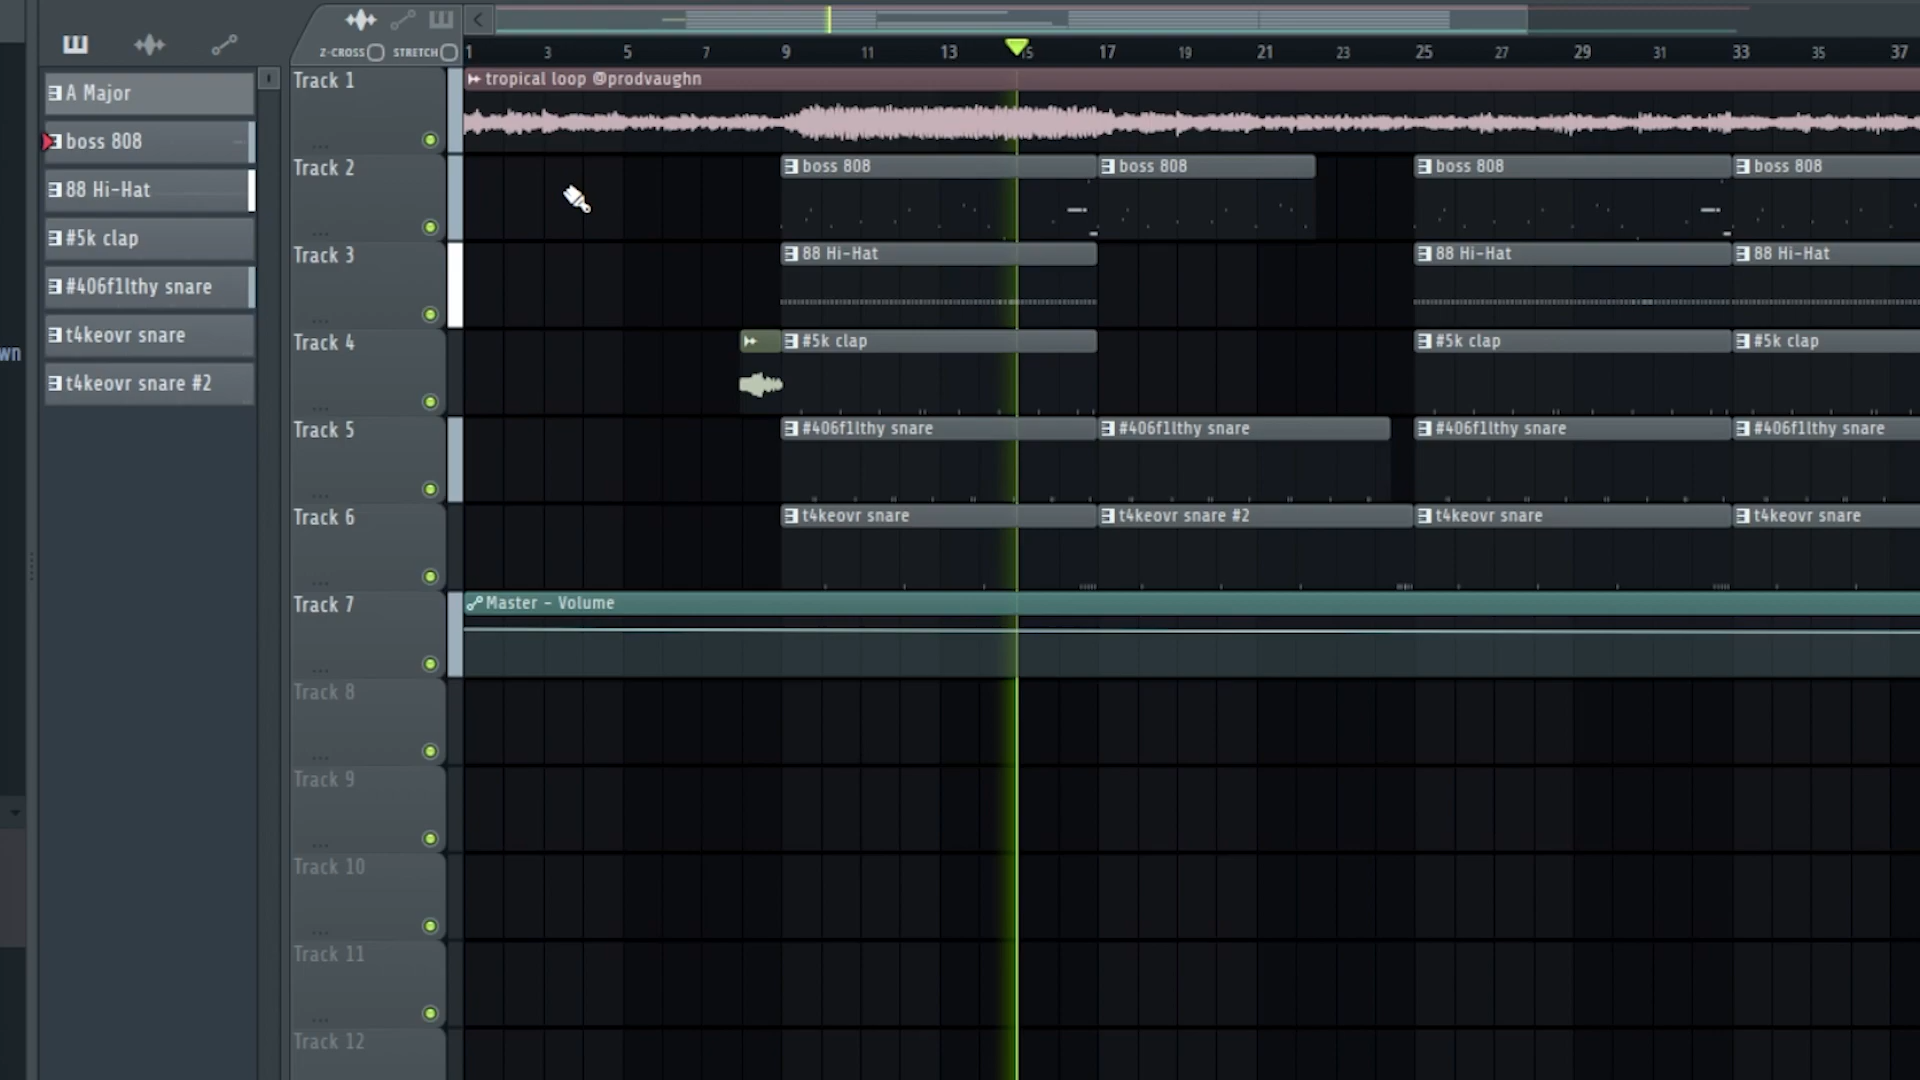 Z-CROSS STRETCH
1 3 5 7 9 11 13 15 17 19 21 23 25 27 29 31 33 35 37
A Major
boss 808
88 Hi-Hat
#5k clap
#406f1lthy snare
t4keovr snare
t4keovr snare #2
wn
Track 1
tropical loop @prodvaughn
Track 2
boss 808 boss 808 boss 808 boss 808
Track 3
88 Hi-Hat 88 Hi-Hat 88 Hi-Hat
Track 4
#5k clap #5k clap #5k clap
Track 5
#406f1lthy snare #406f1lthy snare #406f1lthy snare #406f1lthy snare
Track 6
t4keovr snare t4keovr snare #2 t4keovr snare t4keovr snare
Track 7
Master - Volume
Track 8
Track 9
Track 10
Track 11
Track 12